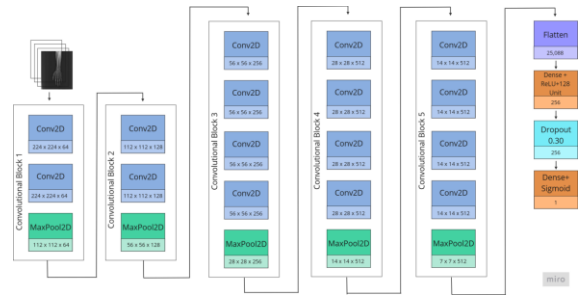 Convolutional Block 1
Conv2D
224 x 224 x 64
Conv2D
224 x 224 x 64
MaxPool2D
112 x 112 x 64
Convolutional Block 2
Conv2D
112 x 112 x 128
Conv2D
112 x 112 x 128
MaxPool2D
56 x 56 x 128
Convolutional Block 3
Conv2D
56 x 56 x 256
Conv2D
56 x 56 x 256
Conv2D
56 x 56 x 256
Conv2D
56 x 56 x 256
MaxPool2D
28 x 28 x 256
Convolutional Block 4
Conv2D
28 x 28 x 512
Conv2D
28 x 28 x 512
Conv2D
28 x 28 x 512
Conv2D
28 x 28 x 512
MaxPool2D
14 x 14 x 512
Convolutional Block 5
Conv2D
14 x 14 x 512
Conv2D
14 x 14 x 512
Conv2D
14 x 14 x 512
Conv2D
14 x 14 x 512
MaxPool2D
7 x 7 x 512
Flatten
25,088
Dense +
ReLU+128
Unit
256
Dropout
0.30
256
Dense+
Sigmoid
1
miro